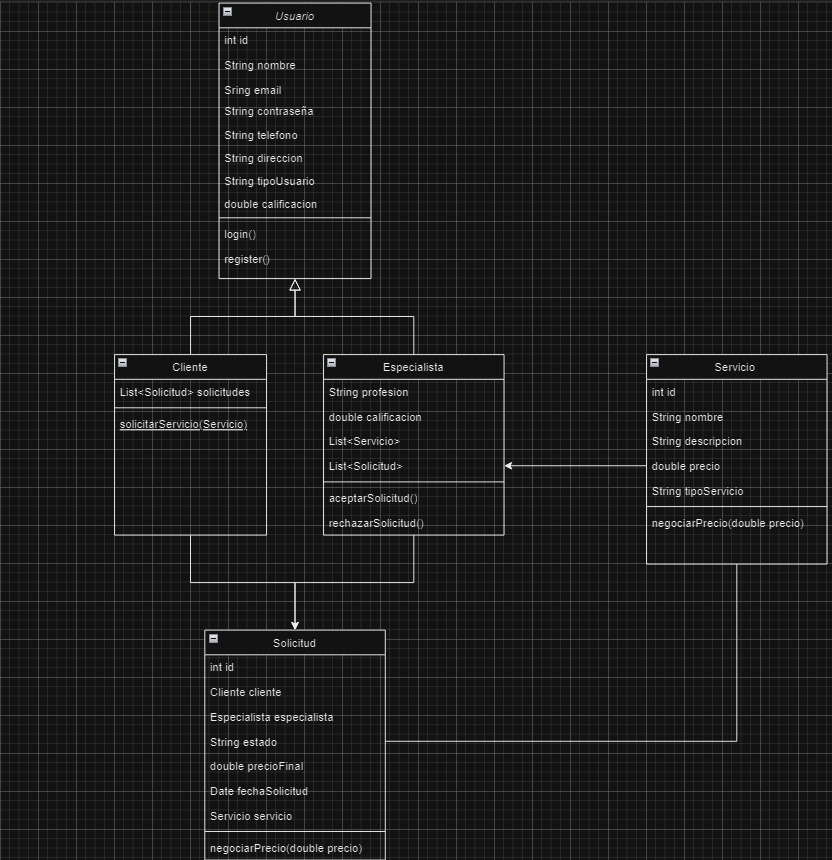 Usuario
int id
String nombre
Sring email
String contraseña
String telefono
String direccion
String tipoUsuario
double calificacion
login()
register()
Cliente
List<Solicitud> solicitudes
solicitarServicio(Servicio)
Especialista
String profesion
double calificacion
List<Servicio>
List<Solicitud>
aceptarSolicitud()
rechazarSolicitud()
Servicio
int id
String nombre
String descripcion
double precio
String tipoServicio
negociarPrecio(double precio)
Solicitud
int id
Cliente cliente
Especialista especialista
String estado
double precioFinal
Date fechaSolicitud
Servicio servicio
negociarPrecio(double precio)